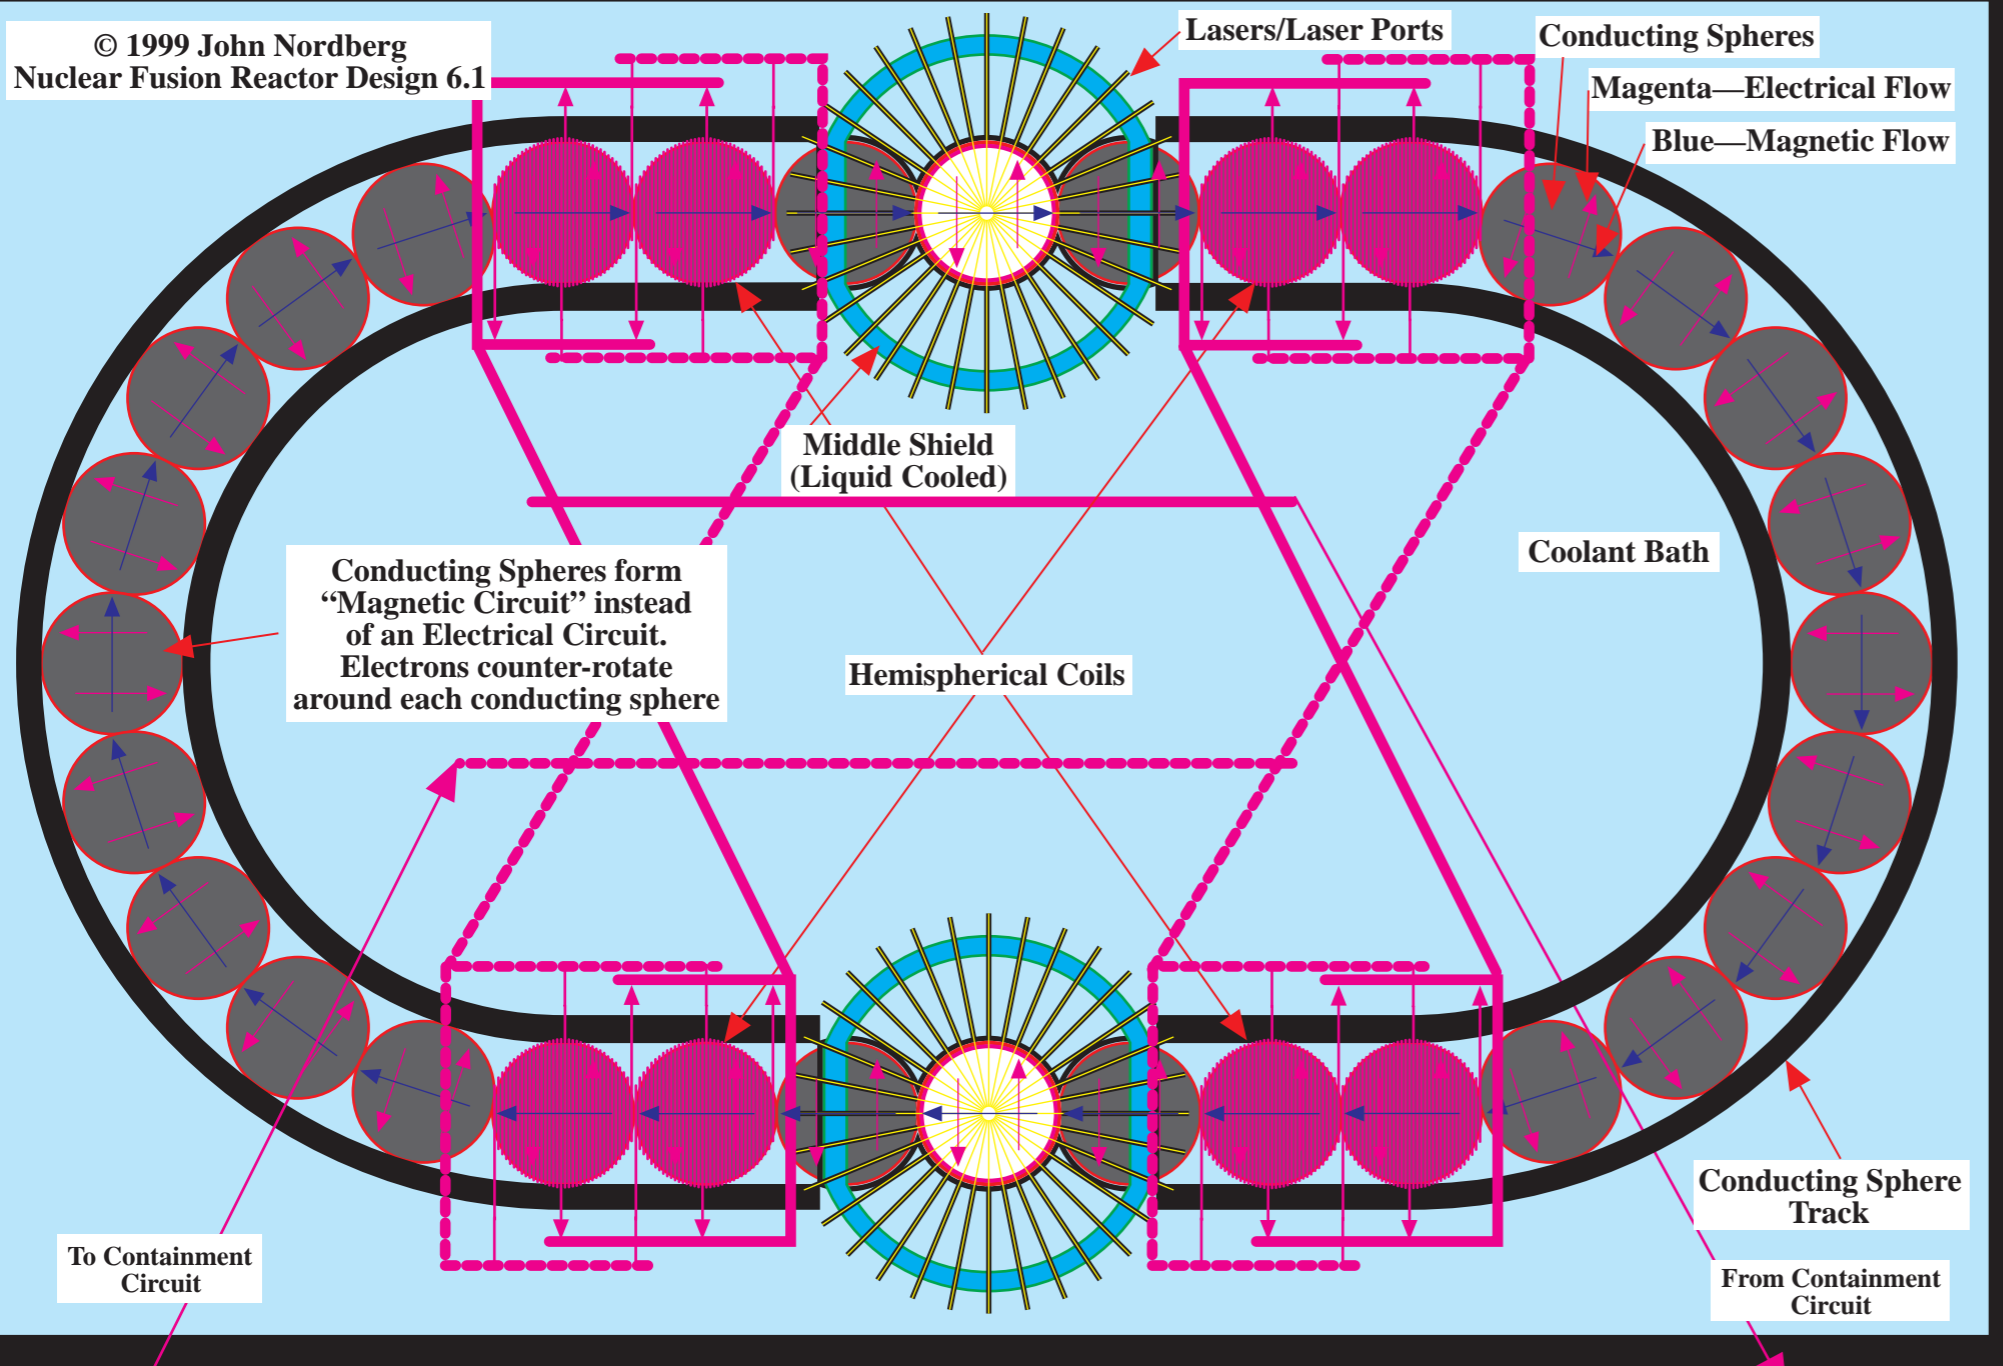 © 1999 John Nordberg
Nuclear Fusion Reactor Design 6.1
Lasers/Laser Ports
Conducting Spheres
Magenta—Electrical Flow
Blue—Magnetic Flow
Middle Shield
(Liquid Cooled)
Coolant Bath
Conducting Spheres form
“Magnetic Circuit” instead
of an Electrical Circuit.
Electrons counter-rotate
around each conducting sphere
Hemispherical Coils
Conducting Sphere
Track
To Containment
Circuit
From Containment
Circuit